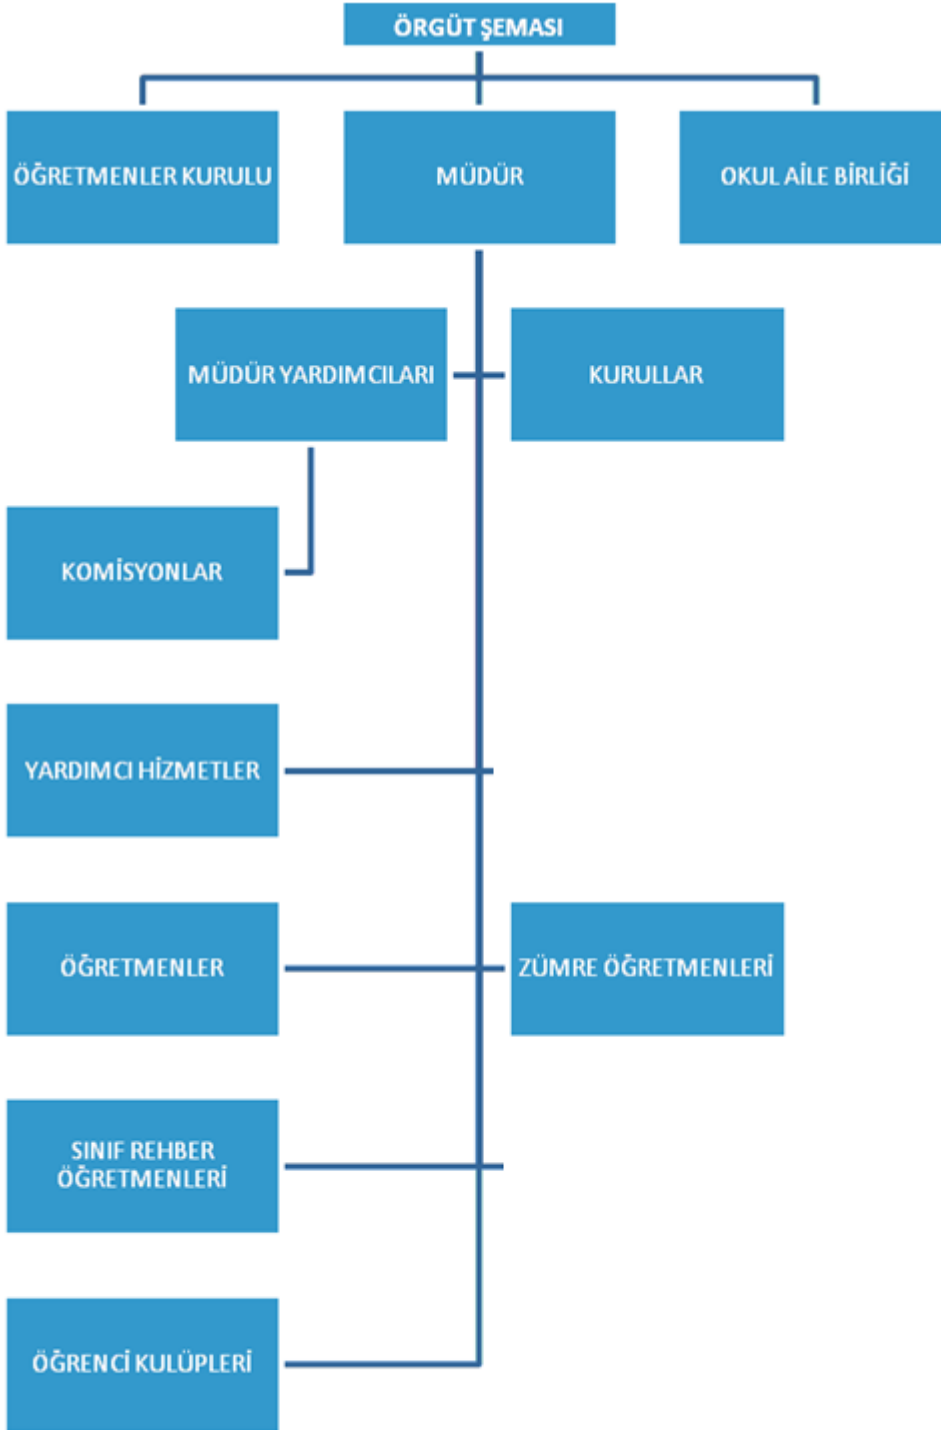 ÖRGÜT ŞEMASI
ÖĞRETMENLER KURULU
MÜDÜR
OKUL AİLE BİRLİĞİ
MÜDÜR YARDIMCILARI
KURULLAR
KOMİSYONLAR
YARDIMCI HİZMETLER
ÖĞRETMENLER
ZÜMRE ÖĞRETMENLERİ
SINIF REHBER
ÖĞRETMENLERİ
ÖĞRENCİ KULÜPLERİ